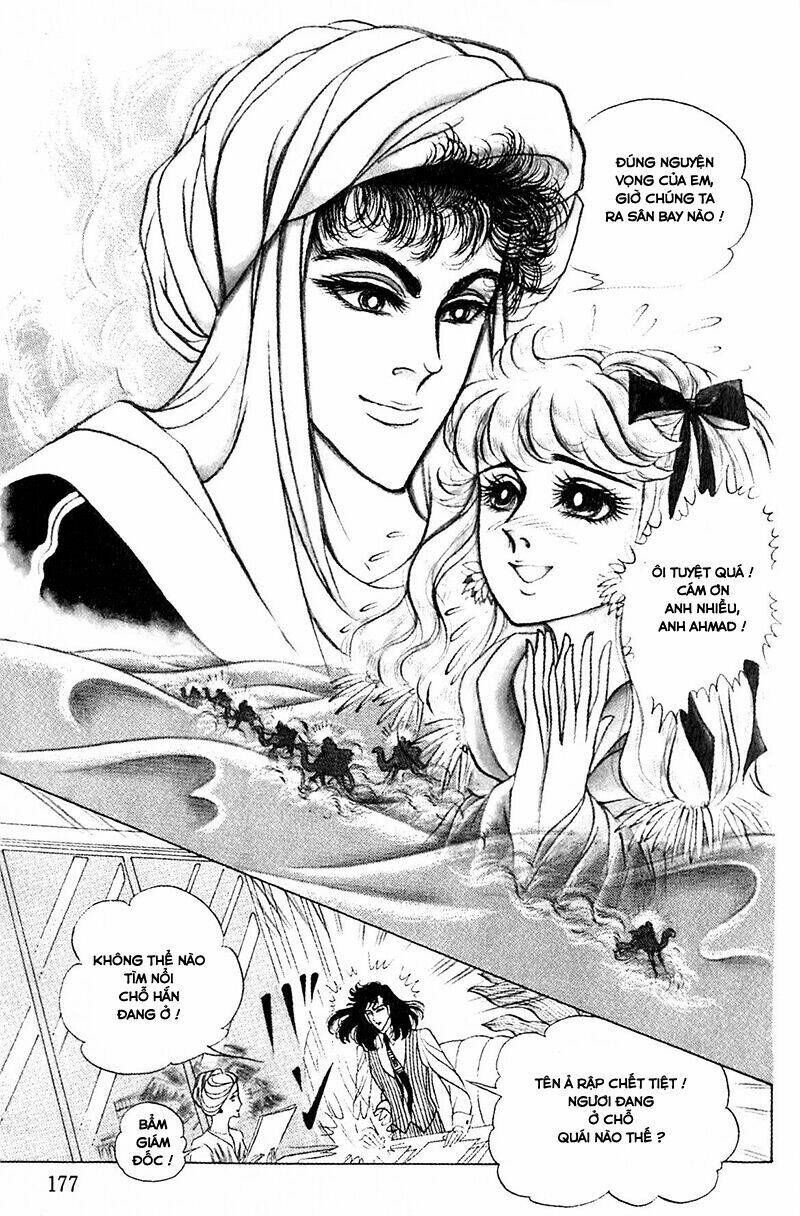 ĐÚNG NGUYỆN
VỌNG CỦA EM,
GIỜ CHÚNG TA
RA SÂN BAY NÀO !
ÔI TUYỆT QUÁ !
CÁM ƠN
ANH NHIỀU,
ANH AHMAD !
KHÔNG THỂ NÀO
TÌM NỔI
CHỖ HẮN
ĐANG Ở !
BẨM
GIÁM
ĐỐC !
TÊN Ả RẬP CHẾT TIỆT !
NGƯƠI ĐANG
Ở CHỖ
QUÁI NÀO THẾ ?
177